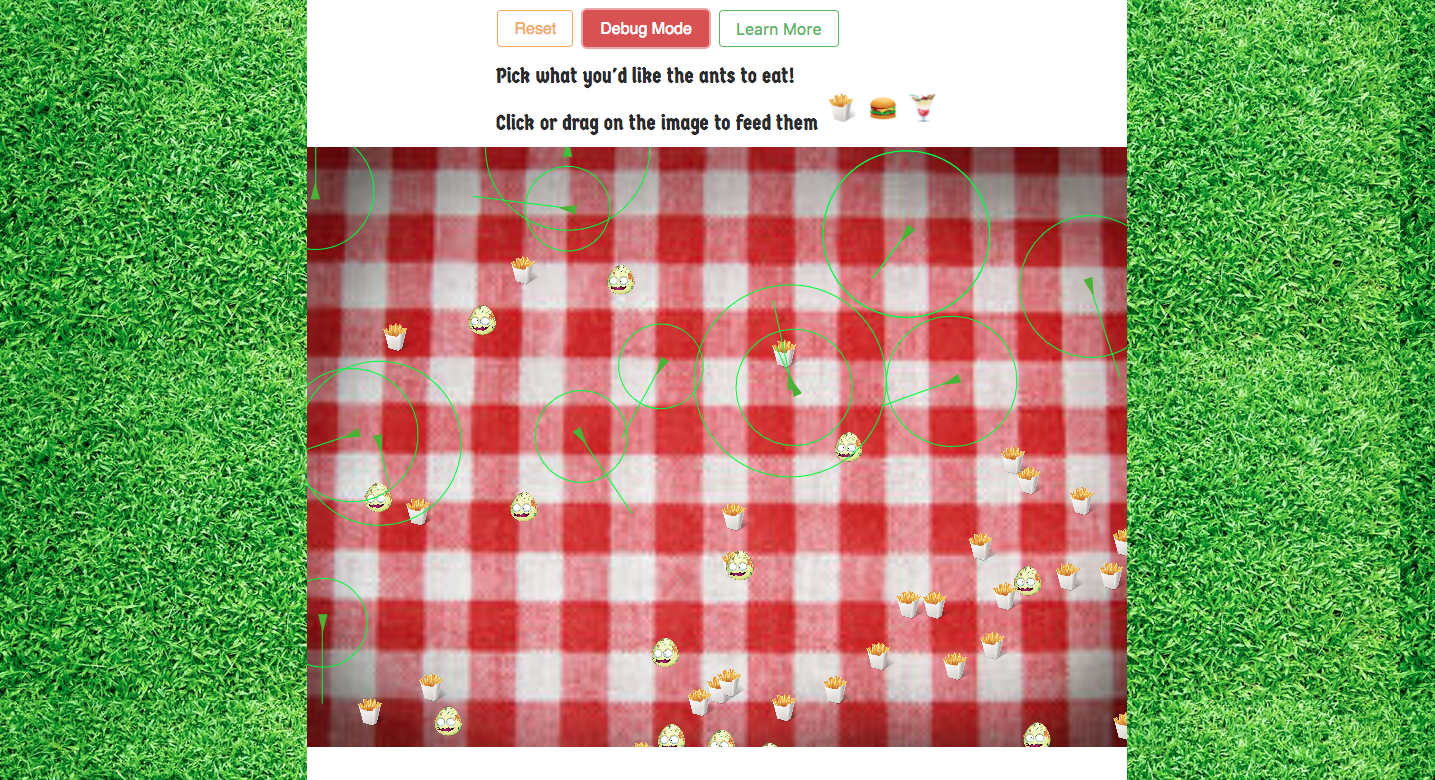 Reset Debug Mode Learn More
Pick what you'd like the ants to eat!
Click or drag on the image to feed them